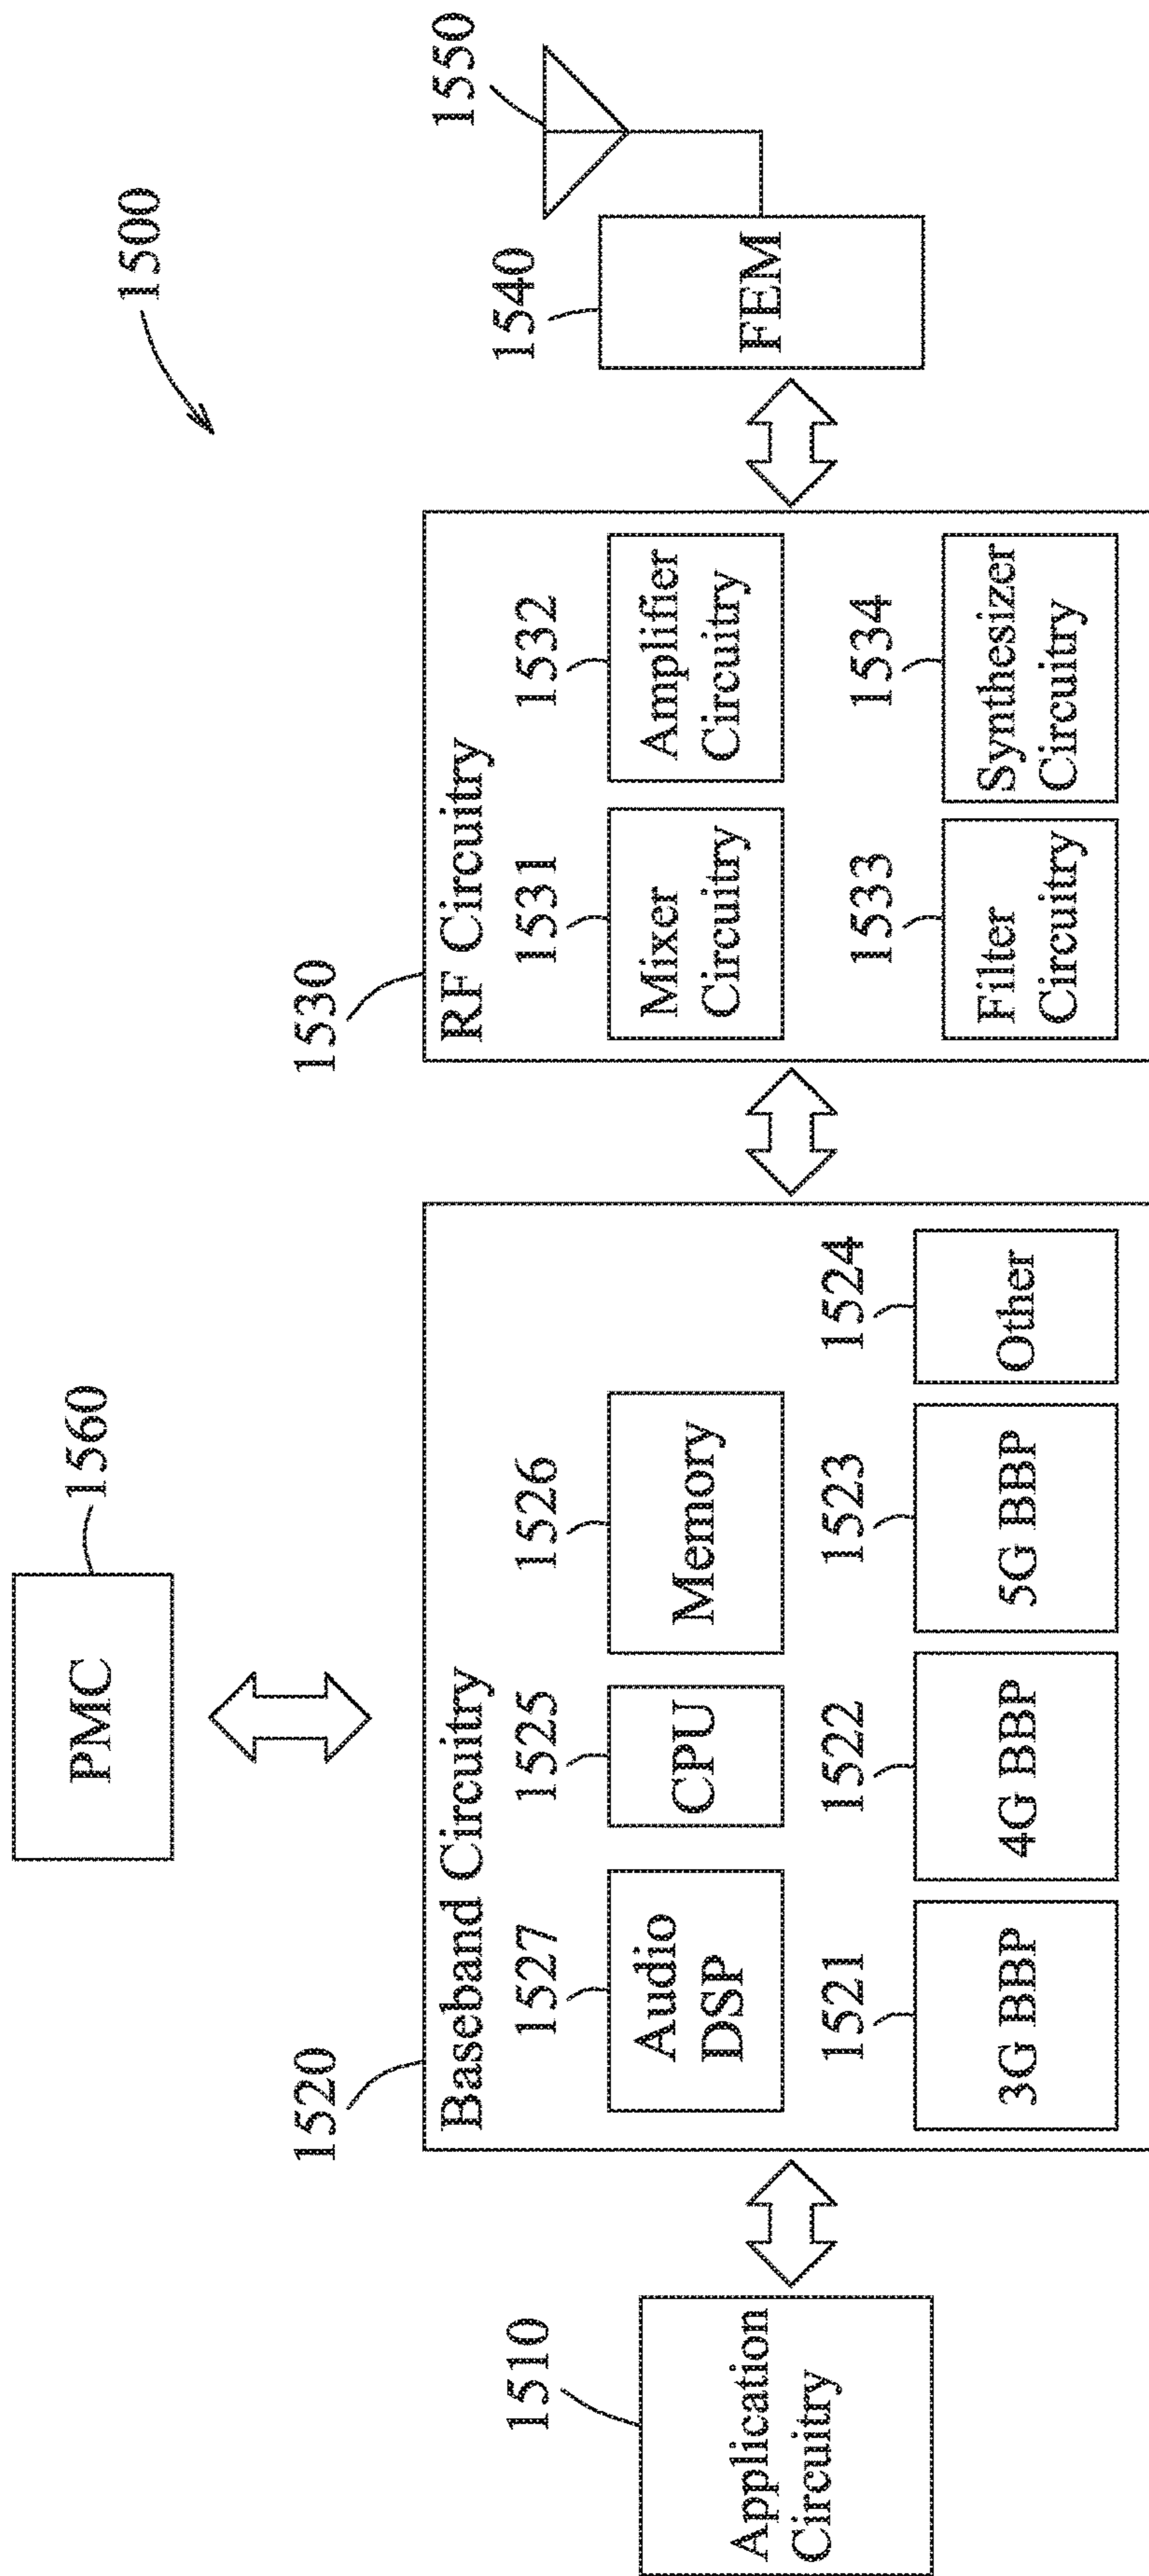 1500
PMC
1560
1510
Application
Circuitry
1520
Baseband Circuitry
1527
Audio
DSP
1525
CPU
1526
Memory
1521
3G BBP
1522
4G BBP
1523
5G BBP
1524
Other
1530
RF Circuitry
1531
Mixer
Circuitry
1532
Amplifier
Circuitry
1533
Filter
Circuitry
1534
Synthesizer
Circuitry
1540
FEM
1550